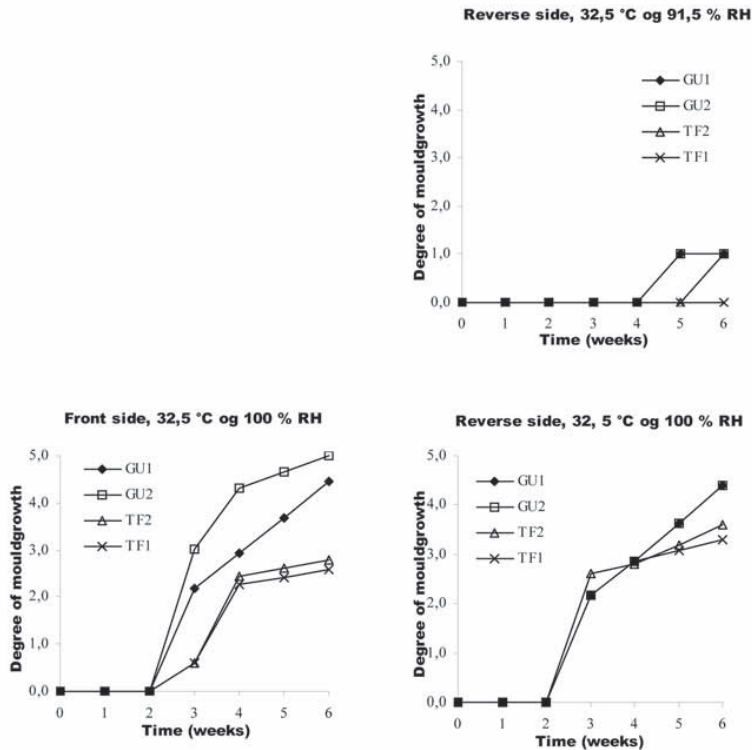 Reverse side, 32,5 °C og 91,5 % RH
5,0
4,0
3,0
2,0
1,0
0,0
Degree of mouldgrowth
GU1
GU2
TF2
TF1
0 1 2 3 4 5 6
Time (weeks)
Front side, 32,5 °C og 100 % RH
5,0
4,0
3,0
2,0
1,0
0,0
Degree of mouldgrowth
GU1
GU2
TF2
TF1
0 1 2 3 4 5 6
Time (weeks)
Reverse side, 32, 5 °C og 100 % RH
5,0
4,0
3,0
2,0
1,0
0,0
Degree of mouldgrowth
GU1
GU2
TF2
TF1
0 1 2 3 4 5 6
Time (weeks)